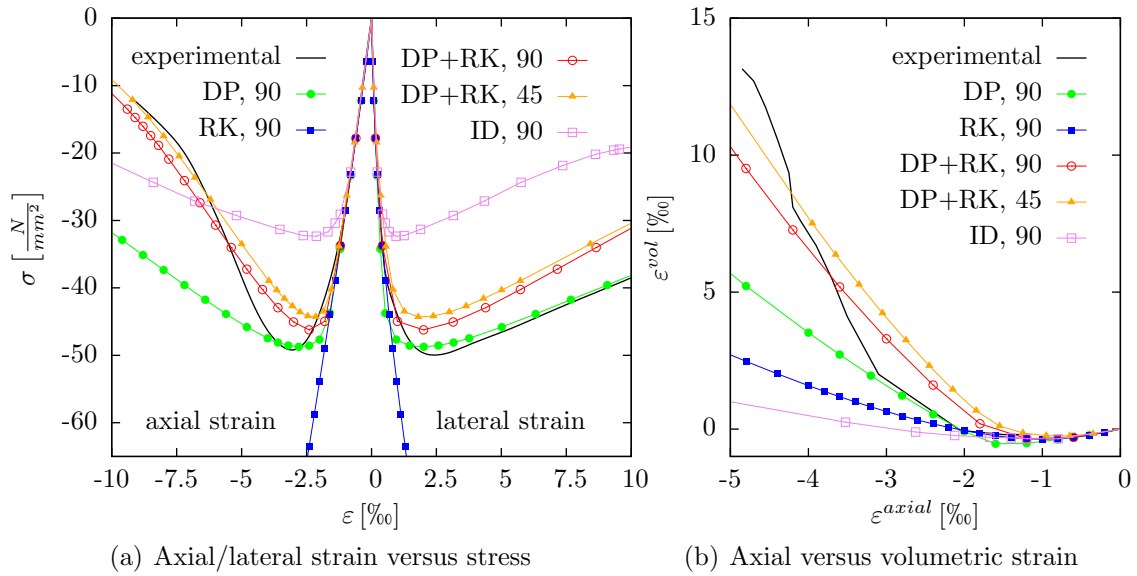 0
-10
-20
-30
-40
-50
-60
σ [N/mm²]
experimental
DP, 90
RK, 90
DP+RK, 90
DP+RK, 45
ID, 90
axial strain
lateral strain
-10 -7.5 -5 -2.5 0 2.5 5 7.5 10
ε [‰]
(a) Axial/lateral strain versus stress
15
10
5
0
ε^vol [‰]
experimental
DP, 90
RK, 90
DP+RK, 90
DP+RK, 45
ID, 90
-5 -4 -3 -2 -1 0
ε^axial [‰]
(b) Axial versus volumetric strain